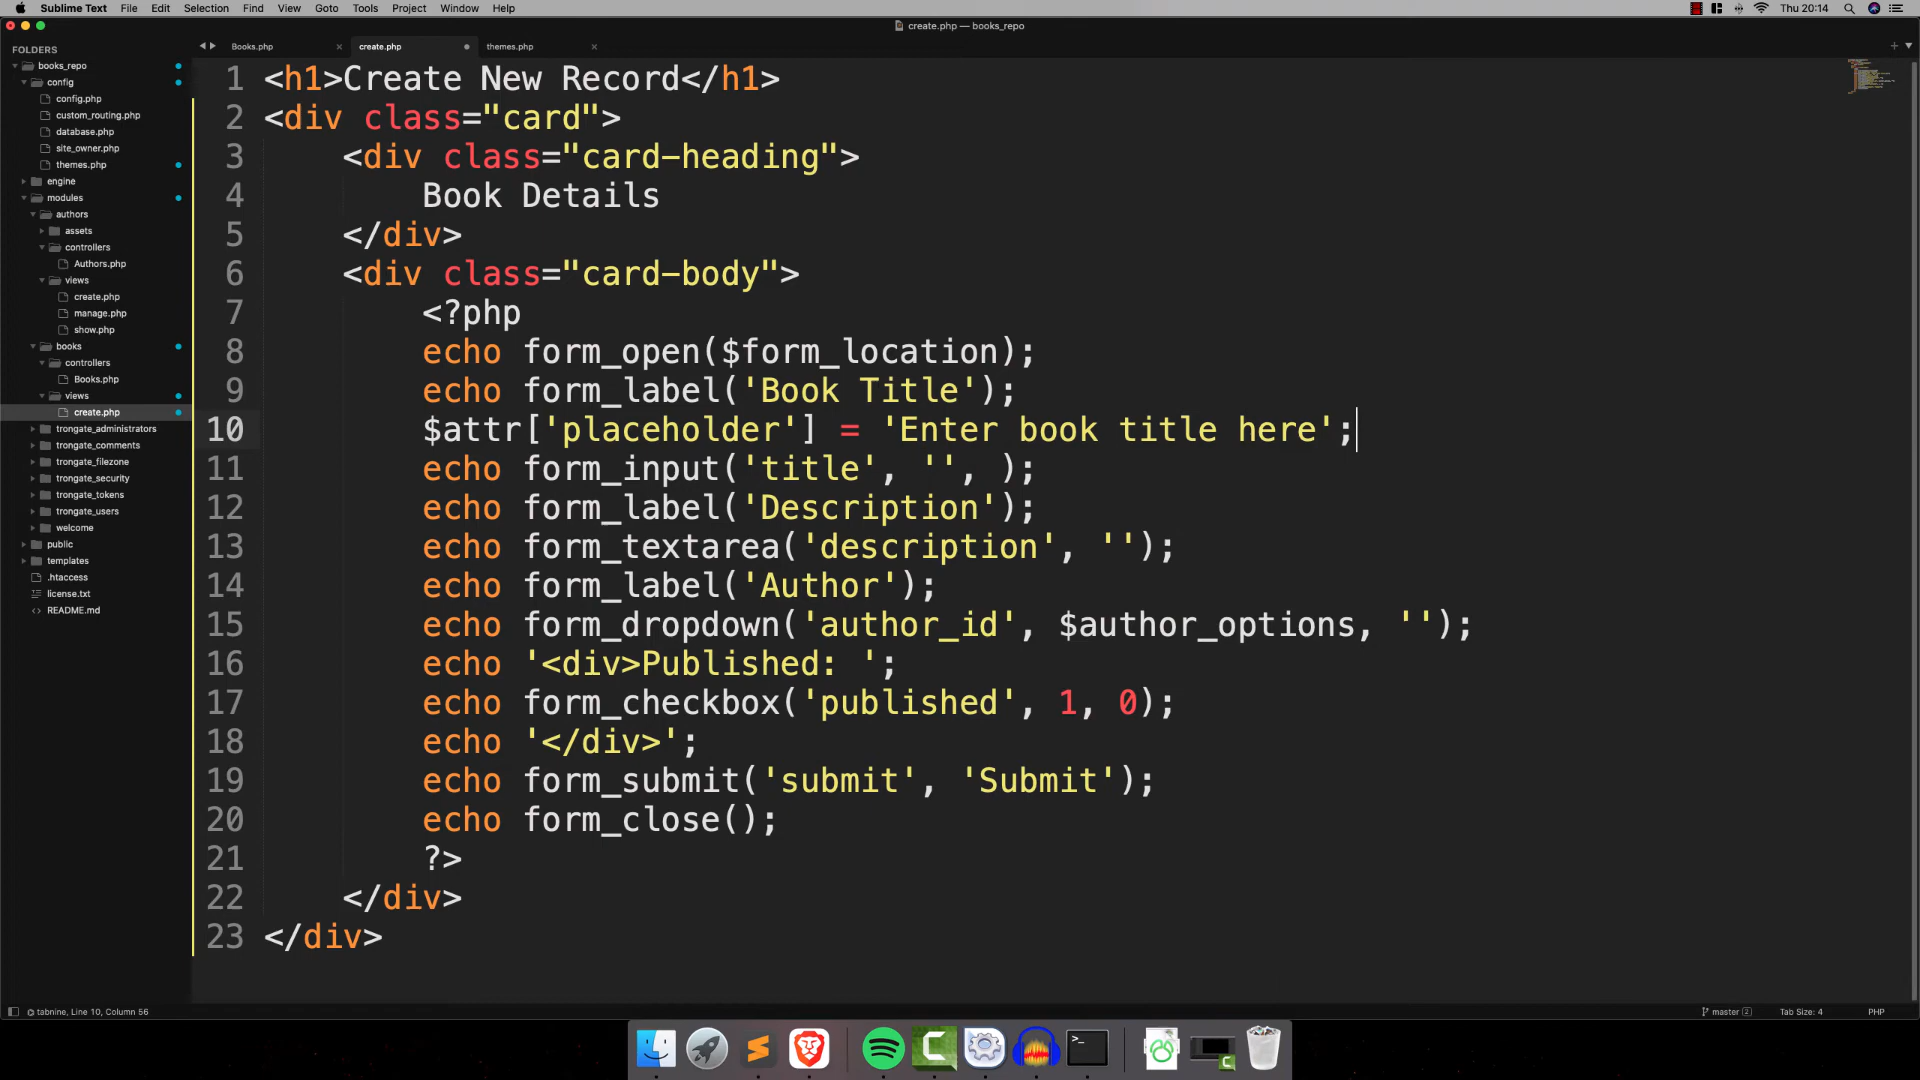 Sublime Text File Edit Selection Find View Goto Tools Project Window Help Thu 20:14
create.php — books_repo
FOLDERS
books_repo
config
config.php
custom_routing.php
database.php
site_owner.php
themes.php
engine
modules
authors
assets
controllers
Authors.php
views
create.php
manage.php
show.php
books
controllers
Books.php
views
create.php
trongate_administrators
trongate_comments
trongate_filezone
trongate_security
trongate_tokens
trongate_users
welcome
public
templates
.htaccess
license.txt
README.md
Books.php create.php themes.php
1 <h1>Create New Record</h1>
2 <div class="card">
3 <div class="card-heading">
4 Book Details
5 </div>
6 <div class="card-body">
7 <?php
8 echo form_open($form_location);
9 echo form_label('Book Title');
10 $attr['placeholder'] = 'Enter book title here';
11 echo form_input('title', '', );
12 echo form_label('Description');
13 echo form_textarea('description', '');
14 echo form_label('Author');
15 echo form_dropdown('author_id', $author_options, '');
16 echo '<div>Published: ';
17 echo form_checkbox('published', 1, 0);
18 echo '</div>';
19 echo form_submit('submit', 'Submit');
20 echo form_close();
21 ?>
22 </div>
23 </div>
tabnine, Line 10, Column 56 master 2 Tab Size: 4 PHP